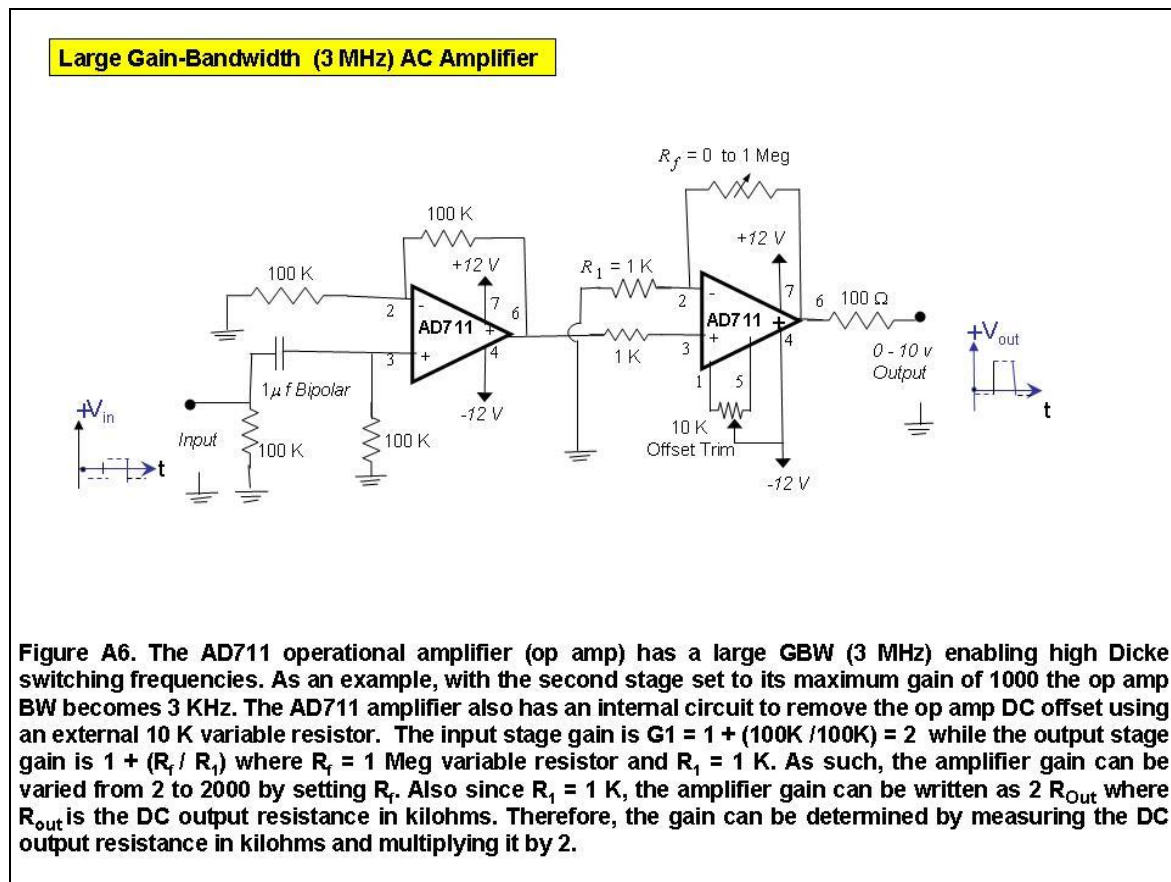 Large Gain-Bandwidth (3 MHz) AC Amplifier
R_f = 0 to 1 Meg
100 K
+12 V
+12 V
100 K
R_1 = 1 K
7
6
7
6
100 Ω
2
-
AD711
+
2
-
AD711
+
+V_out
3
+
4
1 K
3
+
4
0 - 10 v
Output
1μf Bipolar
1
5
t
+V_in
-12 V
10 K
Input
t
100 K
100 K
Offset Trim
-12 V
Figure A6. The AD711 operational amplifier (op amp) has a large GBW (3 MHz) enabling high Dicke
switching frequencies. As an example, with the second stage set to its maximum gain of 1000 the op amp
BW becomes 3 KHz. The AD711 amplifier also has an internal circuit to remove the op amp DC offset using
an external 10 K variable resistor. The input stage gain is G1 = 1 + (100K /100K) = 2 while the output stage
gain is 1 + (R_f / R_1) where R_f = 1 Meg variable resistor and R_1 = 1 K. As such, the amplifier gain can be
varied from 2 to 2000 by setting R_f. Also since R_1 = 1 K, the amplifier gain can be written as 2 R_Out where
R_out is the DC output resistance in kilohms. Therefore, the gain can be determined by measuring the DC
output resistance in kilohms and multiplying it by 2.